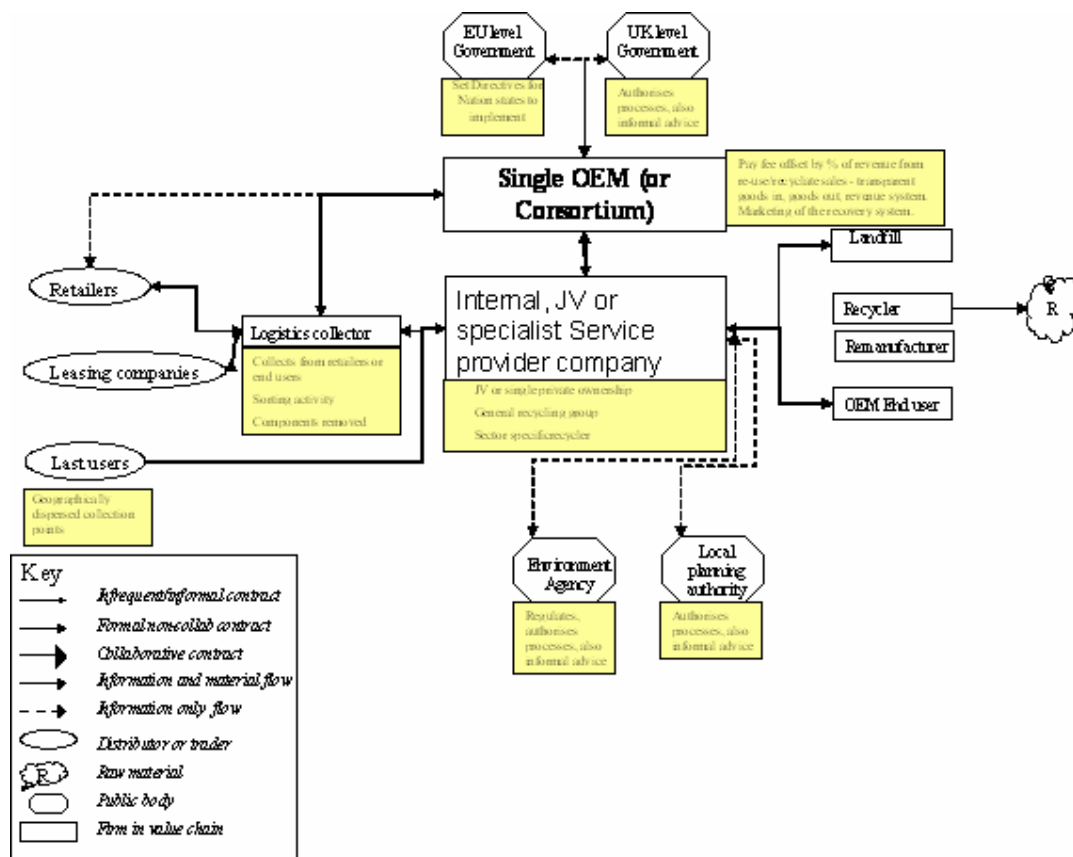 EU level
Government
UK level
Government
Set Directives for
Nation states to
implement
Authorises
processes, also
informal advice
Single OEM (or
Consortium)
Pay fee offset by % of revenue from
re-use/recyclate sales - transparent
goods in, goods out, revenue system.
Marketing of the recovery system.
Retailers
Leasing companies
Last users
Geographically
dispersed collection
points
Logistics collector
Collects from retailers or
end users
Sorting activity
Components removed
Internal, JV or
specialist Service
provider company
JV or single private ownership
General recycling group
Sector specificrecycler
Landfill
Recycler
Remanufacturer
OEM End user
R
Environment
Agency
Regulates,
authorises
processes, also
informal advice
Local
planning
authority
Authorises
processes, also
informal advice
Key
Infrequent/informal contract
Formal non-collab contract
Collaborative contract
Information and material flow
Information only flow
Distributor or trader
R
Raw material
Public body
Firm in value chain